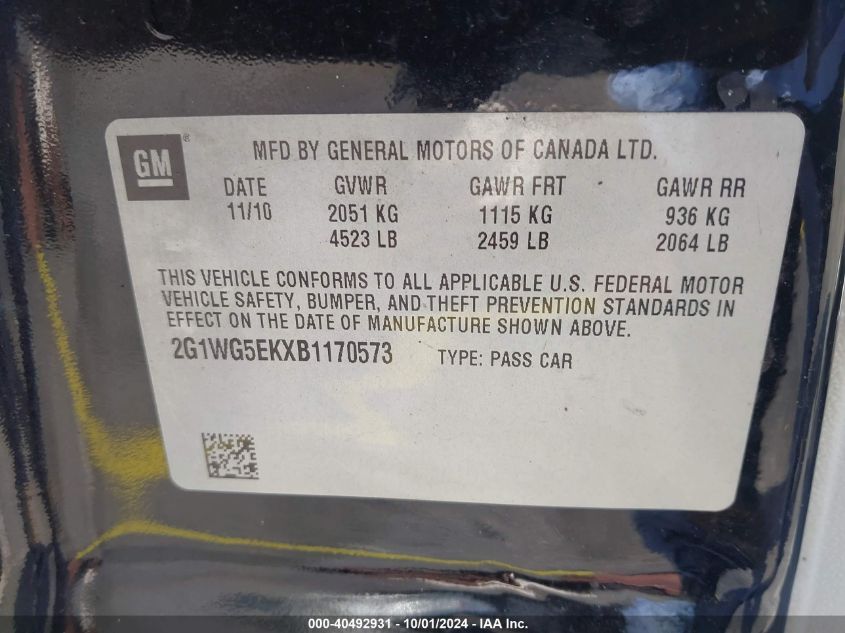 GM
MFD BY GENERAL MOTORS OF CANADA LTD.
DATE GVWR GAWR FRT GAWR RR
11/10 2051 KG 1115 KG 936 KG
4523 LB 2459 LB 2064 LB
THIS VEHICLE CONFORMS TO ALL APPLICABLE U.S. FEDERAL MOTOR
VEHICLE SAFETY, BUMPER, AND THEFT PREVENTION STANDARDS IN
EFFECT ON THE DATE OF MANUFACTURE SHOWN ABOVE.
2G1WG5EKXB1170573 TYPE: PASS CAR
000-40492931 - 10/01/2024 - IAA Inc.